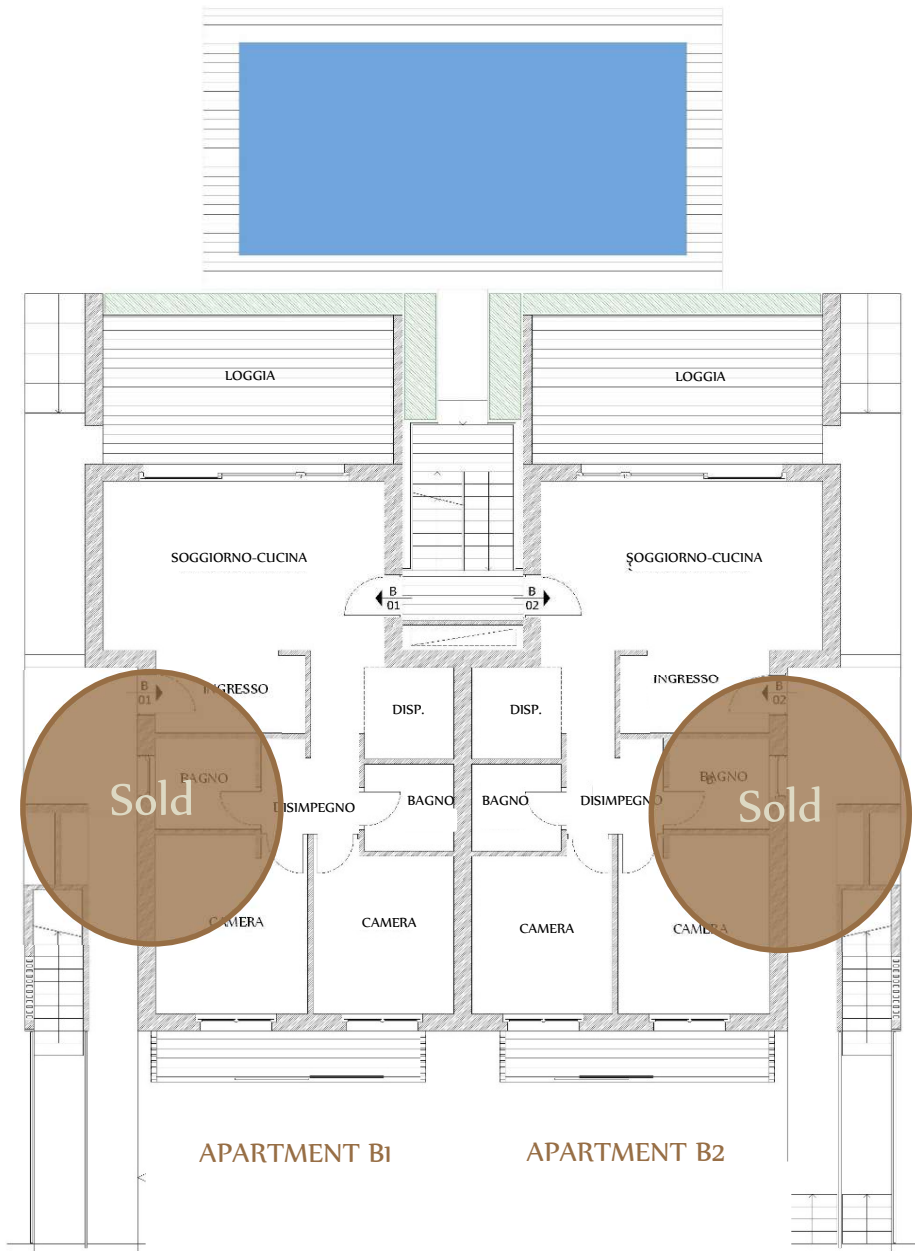 LOGGIA
LOGGIA
SOGGIORNO-CUCINA
SOGGIORNO-CUCINA
B
01
B
02
INGRESSO
INGRESSO
B
01
B
02
DISP.
DISP.
BAGNO
BAGNO
BAGNO
BAGNO
Sold
Sold
DISIMPEGNO
DISIMPEGNO
CAMERA
CAMERA
CAMERA
CAMERA
APARTMENT B1
APARTMENT B2